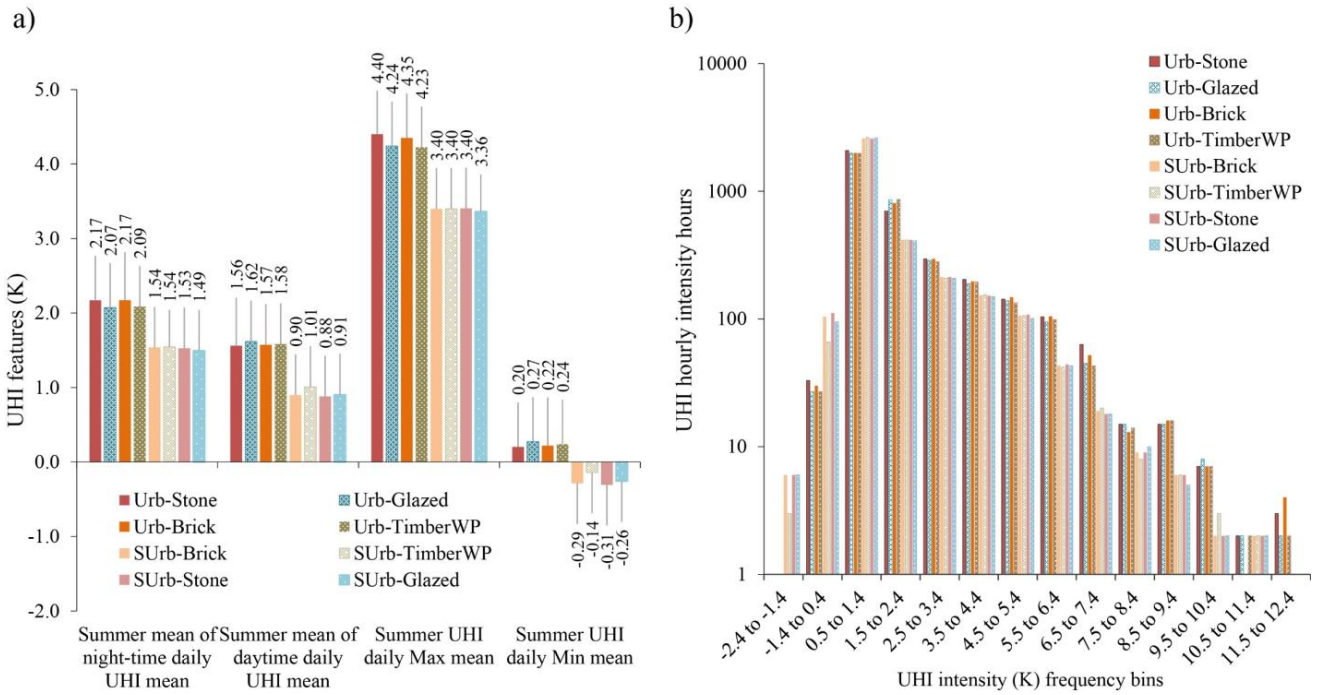 a)
UHI features (K)
5.0
4.0
3.0
2.0
1.0
0.0
-1.0
-2.0
2.17
2.07
2.17
2.09
1.54
1.54
1.53
1.49
1.56
1.62
1.57
1.58
0.90
1.01
0.88
0.91
4.40
4.24
4.35
4.23
3.40
3.40
3.40
3.36
0.20
0.27
0.22
0.24
-0.29
-0.14
-0.31
-0.26
Urb-Stone
Urb-Glazed
Urb-Brick
Urb-TimberWP
SUrb-Brick
SUrb-TimberWP
SUrb-Stone
SUrb-Glazed
Summer mean of
night-time daily
UHI mean
Summer mean of
daytime daily
UHI mean
Summer UHI
daily Max mean
Summer UHI
daily Min mean
b)
UHI hourly intensity hours
10000
1000
100
10
1
Urb-Stone
Urb-Glazed
Urb-Brick
Urb-TimberWP
SUrb-Brick
SUrb-TimberWP
SUrb-Stone
SUrb-Glazed
-2.4 to -1.4
-1.4 to 0.4
0.5 to 1.4
1.5 to 2.4
2.5 to 3.4
3.5 to 4.4
4.5 to 5.4
5.5 to 6.4
6.5 to 7.4
7.5 to 8.4
8.5 to 9.4
9.5 to 10.4
10.5 to 11.4
11.5 to 12.4
UHI intensity (K) frequency bins